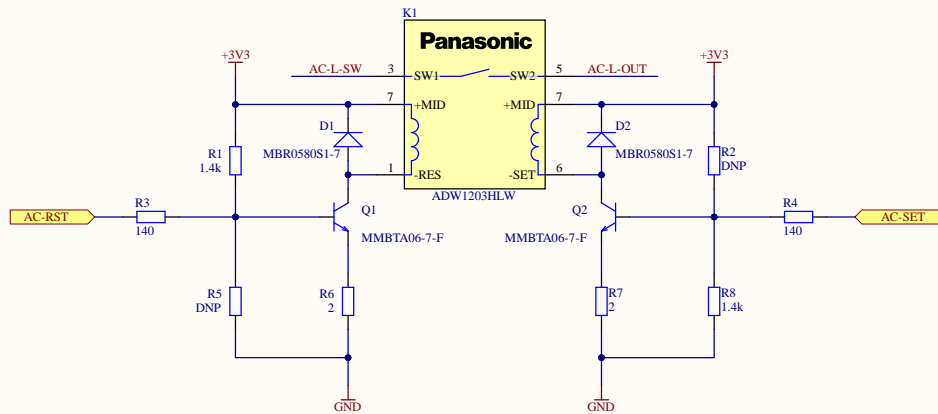 K1
Panasonic
+3V3
+3V3
AC-L-SW
3
SW1
SW2
5
AC-L-OUT
7
+MID
+MID
7
D1
MBR0580S1-7
D2
MBR0580S1-7
R1
1.4k
R2
DNP
1
-RES
-SET
6
ADW1203HLW
AC-RST
R3
140
Q1
MMBTA06-7-F
Q2
MMBTA06-7-F
R4
140
AC-SET
R5
DNP
R6
2
R7
2
R8
1.4k
GND
GND